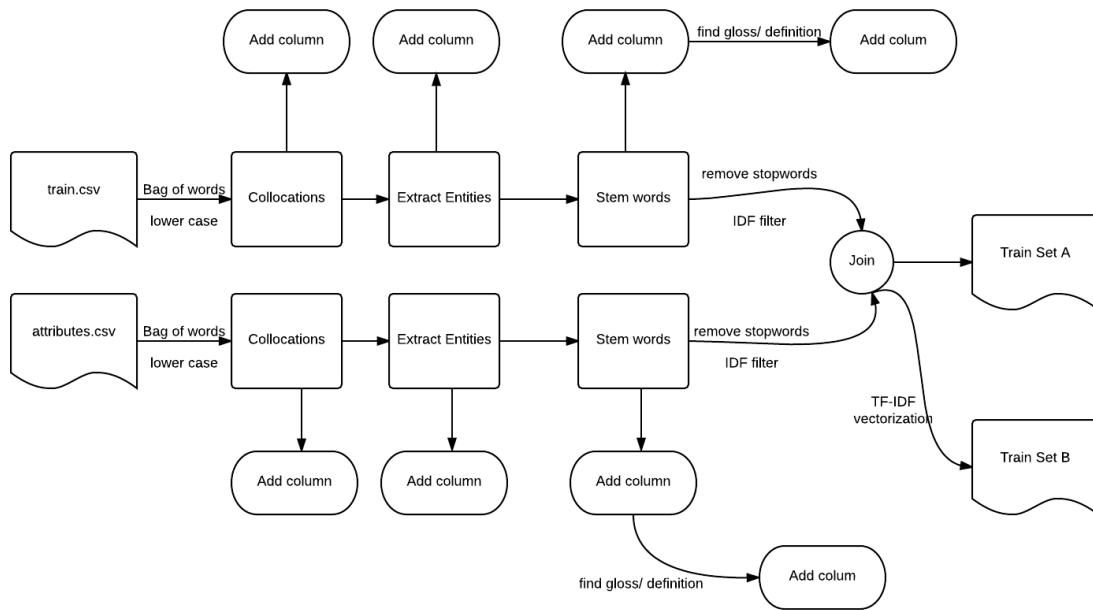 Add column
Add column
Add column
find gloss/ definition
Add colum
train.csv
Bag of words
lower case
Collocations
Extract Entities
Stem words
remove stopwords
IDF filter
Join
Train Set A
attributes.csv
Bag of words
lower case
Collocations
Extract Entities
Stem words
remove stopwords
IDF filter
TF-IDF
vectorization
Train Set B
Add column
Add column
Add column
find gloss/ definition
Add colum